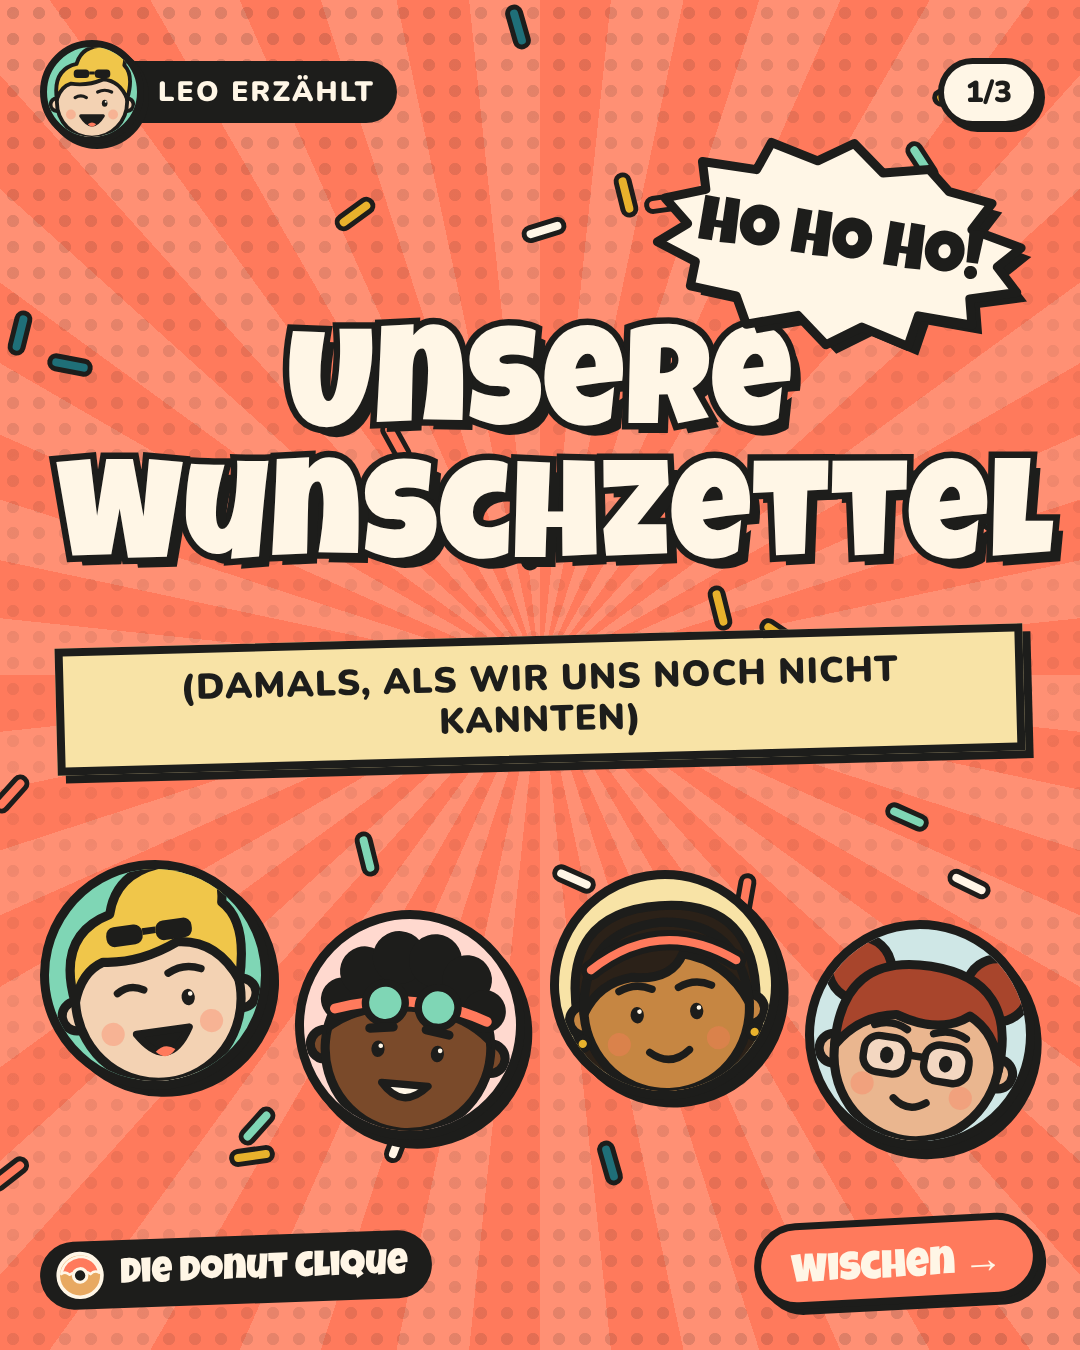 LEO ERZÄHLT
1/3
HO HO HO!
UNSERE
WUNSCHZETTEL
(DAMALS, ALS WIR UNS NOCH NICHT
KANNTEN)
DIE DONUT CLIQUE
WISCHEN →